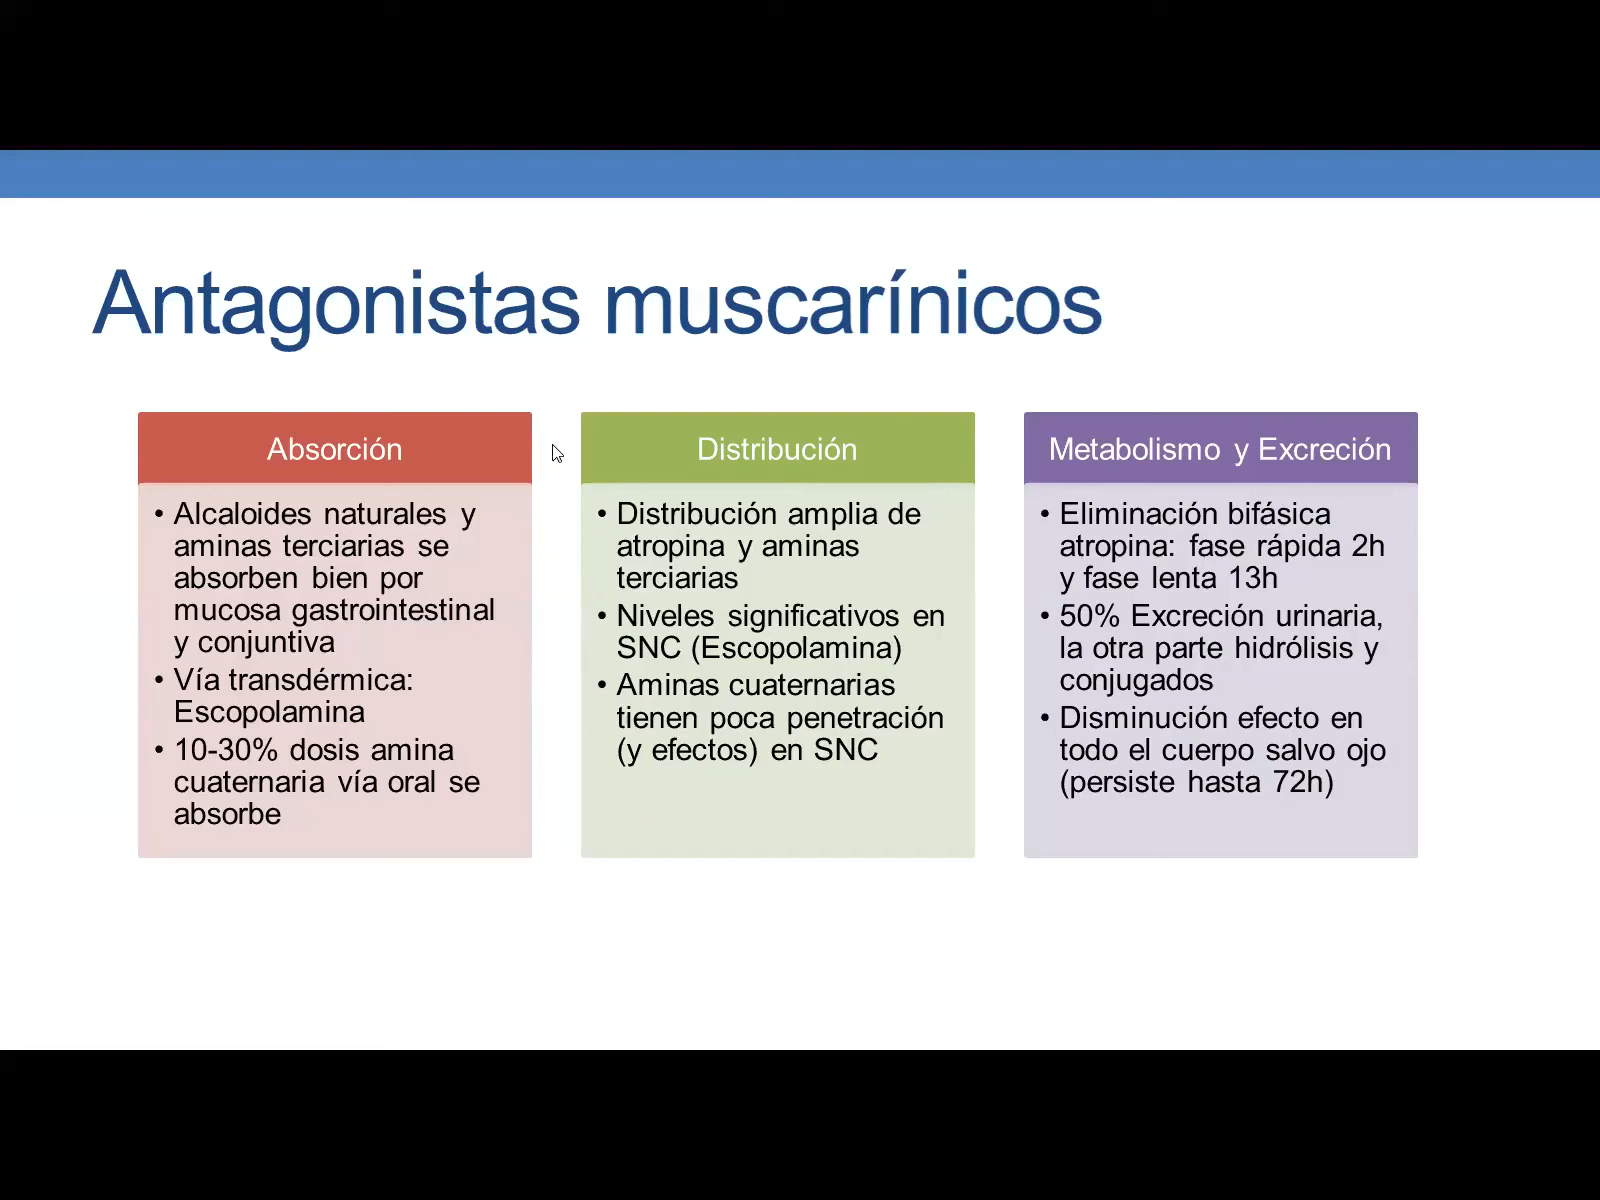 Antagonistas muscarínicos
Absorción
• Alcaloides naturales y
aminas terciarias se
absorben bien por
mucosa gastrointestinal
y conjuntiva
• Vía transdérmica:
Escopolamina
• 10-30% dosis amina
cuaternaria vía oral se
absorbe
Distribución
• Distribución amplia de
atropina y aminas
terciarias
• Niveles significativos en
SNC (Escopolamina)
• Aminas cuaternarias
tienen poca penetración
(y efectos) en SNC
Metabolismo y Excreción
• Eliminación bifásica
atropina: fase rápida 2h
y fase lenta 13h
• 50% Excreción urinaria,
la otra parte hidrólisis y
conjugados
• Disminución efecto en
todo el cuerpo salvo ojo
(persiste hasta 72h)